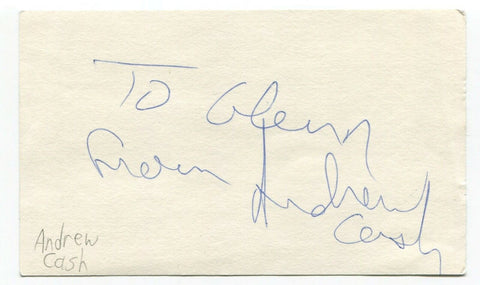 To Glenn
From Andrew
Cash
Andrew
Cash